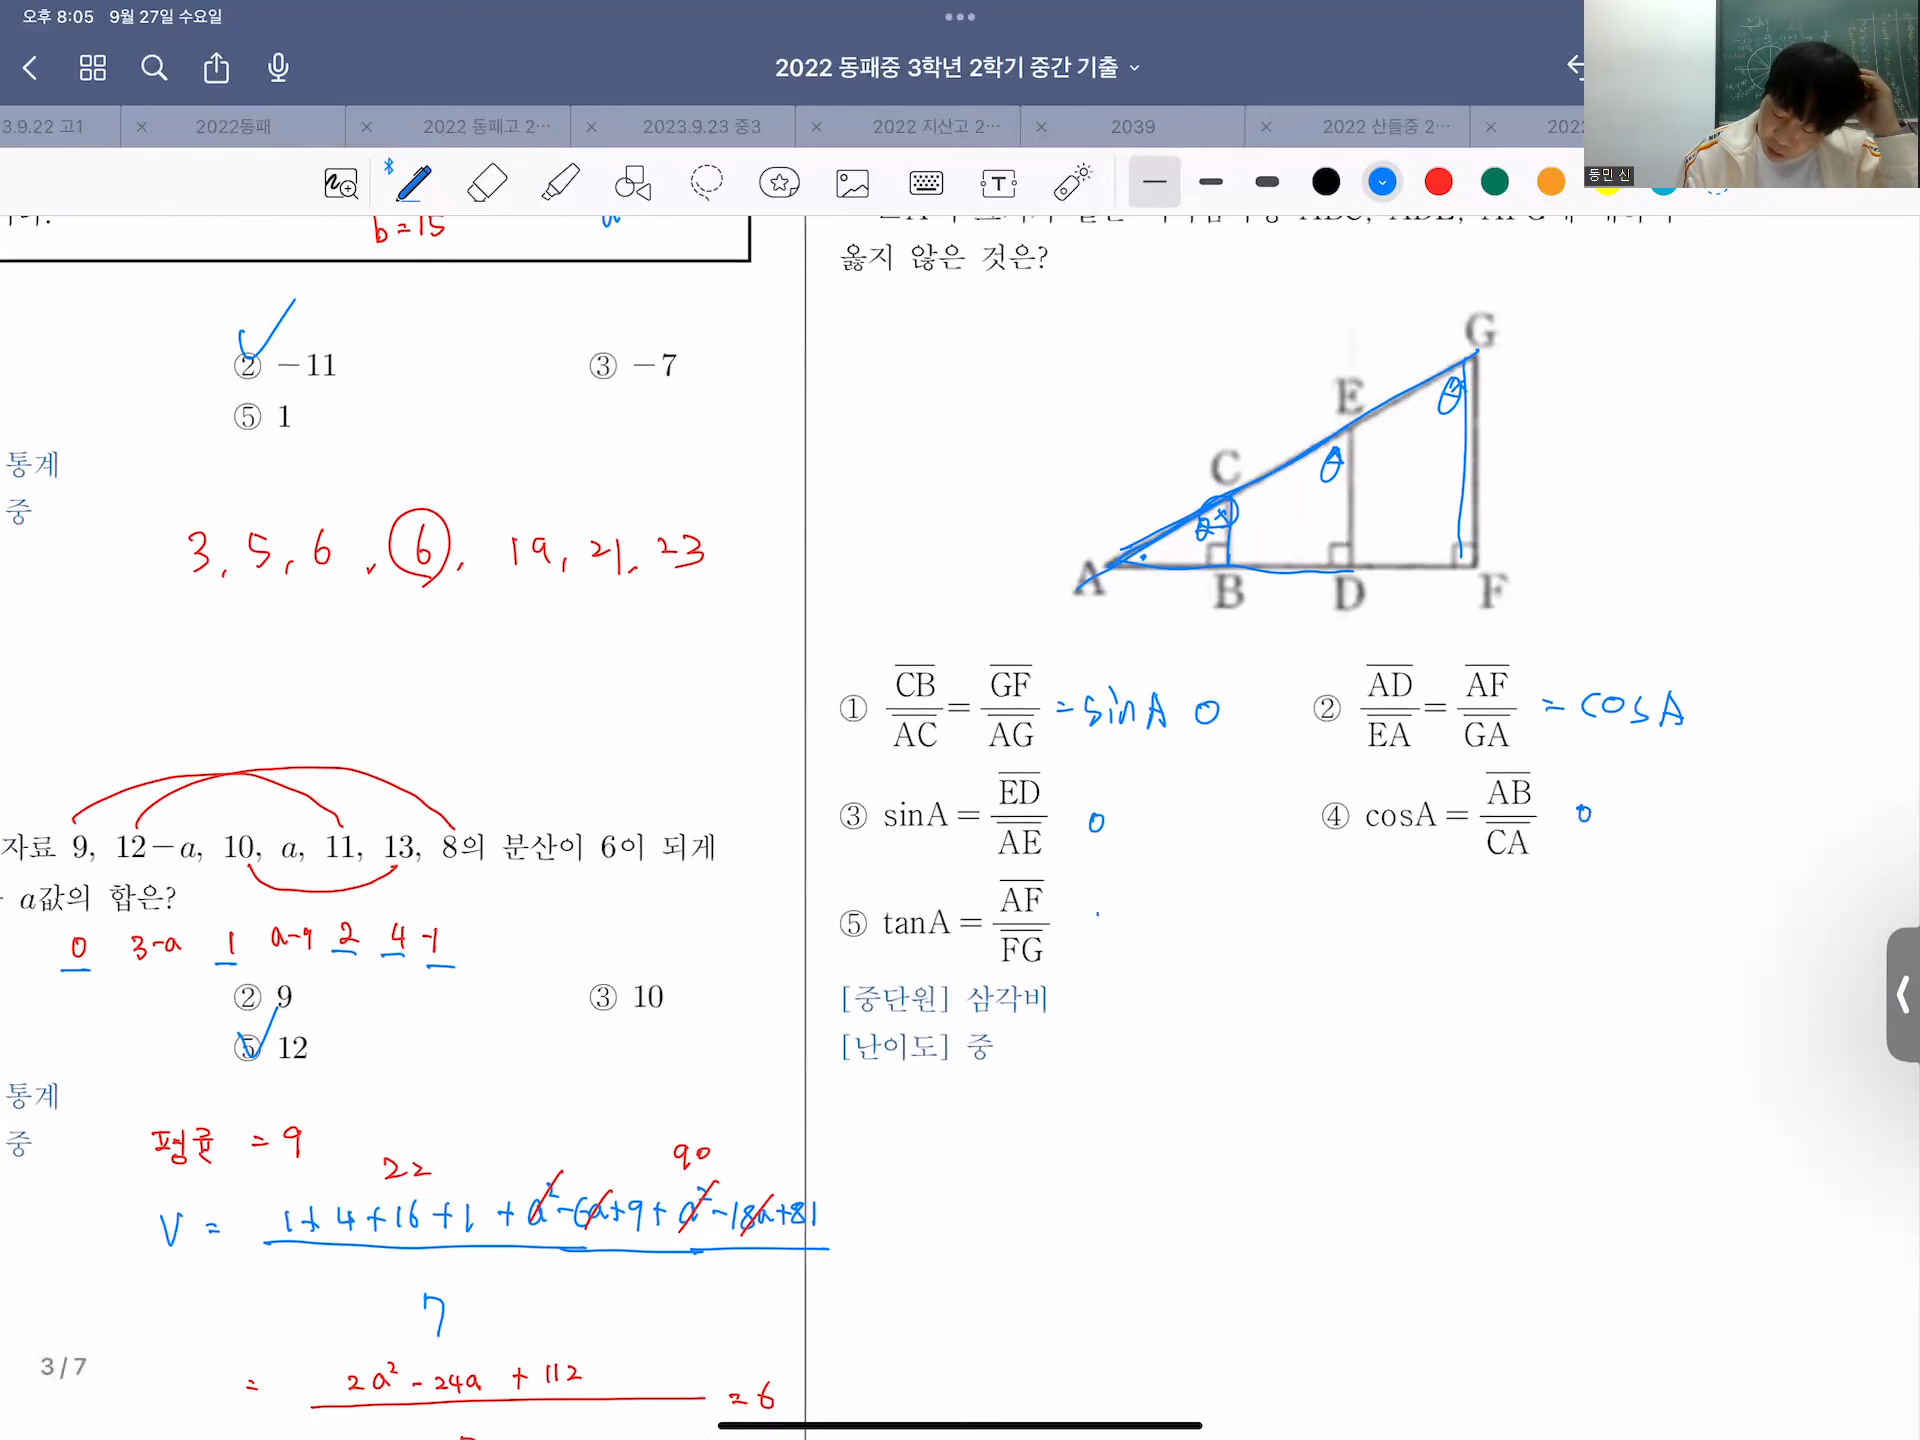 오후 8:05 9월 27일 수요일
2022 동패중 3학년 2학기 중간 기출
3.9.22 고1
2022동패
2022 동패고 2···
2023.9.23 중3
2022 지산고 2···
2039
2022 산들중 2···
202
동민 신
b = 15
② −11
③ −7
⑤ 1
통계
중
3, 5, 6, 6, 19, 21, 23
자료 9, 12−a, 10, a, 11, 13, 8의 분산이 6이 되게
a값의 합은?
0 3-a 1 a-9 2 4 -1
② 9
③ 10
⑤ 12
통계
중
평균 = 9
22
90
V = 1+4+16+1+a²-6a+9+a²-18a+81
7
= 2a²-24a+112 = 6
3 / 7
옳지 않은 것은?
G
E
C
A B D F
θ θ
① CB/AC = GF/AG = sin A O
② AD/EA = AF/GA = cos A
③ sinA = ED/AE O
④ cosA = AB/CA O
⑤ tanA = AF/FG
[중단원] 삼각비
[난이도] 중